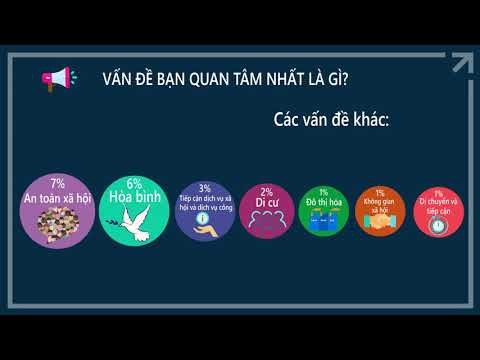 VẤN ĐỀ BẠN QUAN TÂM NHẤT LÀ GÌ?
Các vấn đề khác:
7%
An toàn xã hội
6%
Hòa bình
3%
Tiếp cận dịch vụ xã
hội và dịch vụ công
2%
Di cư
1%
Đô thị hóa
1%
Không gian
xã hội
1%
Di chuyển và
tiếp cận